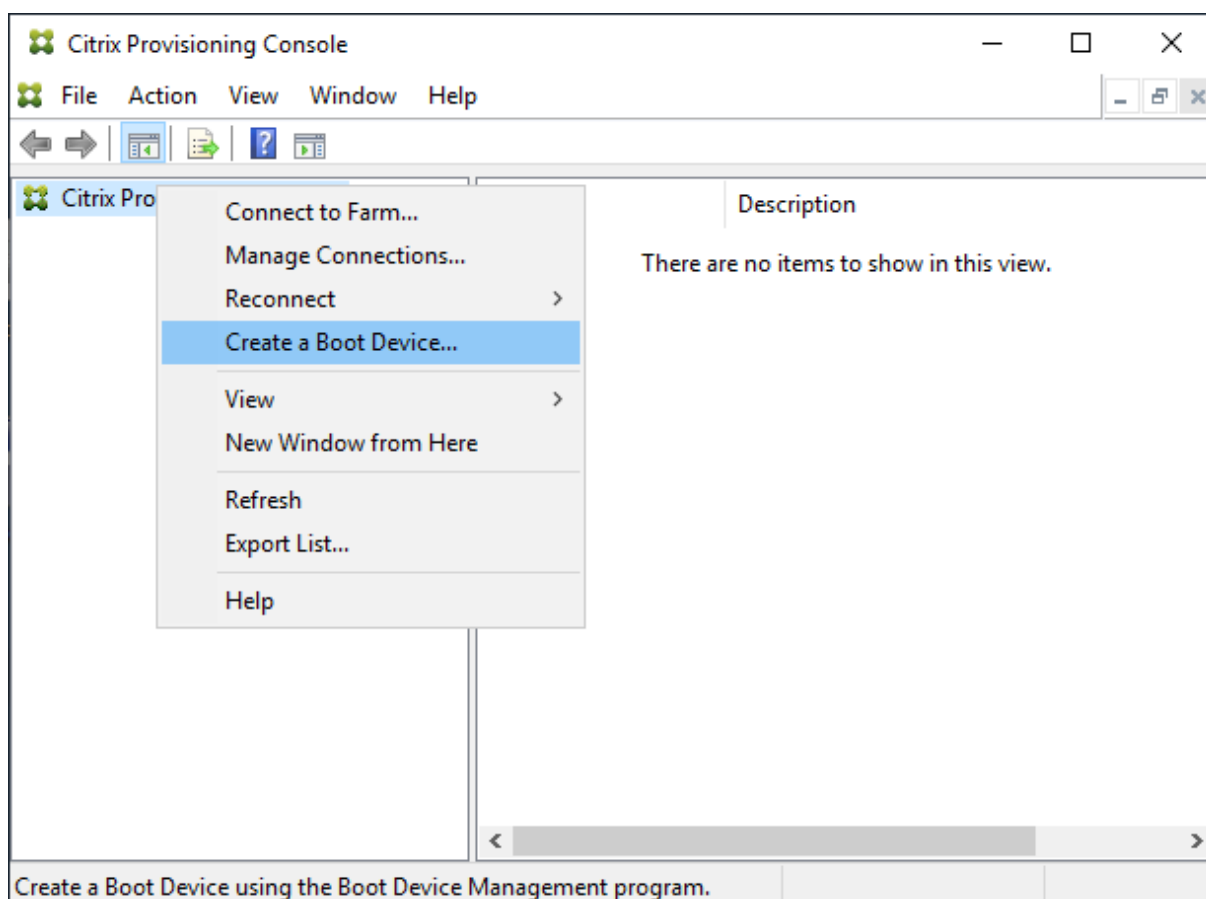 Citrix Provisioning Console
File Action View Window Help
Citrix Pro
Description
There are no items to show in this view.
Connect to Farm...
Manage Connections...
Reconnect
Create a Boot Device...
View
New Window from Here
Refresh
Export List...
Help
Create a Boot Device using the Boot Device Management program.